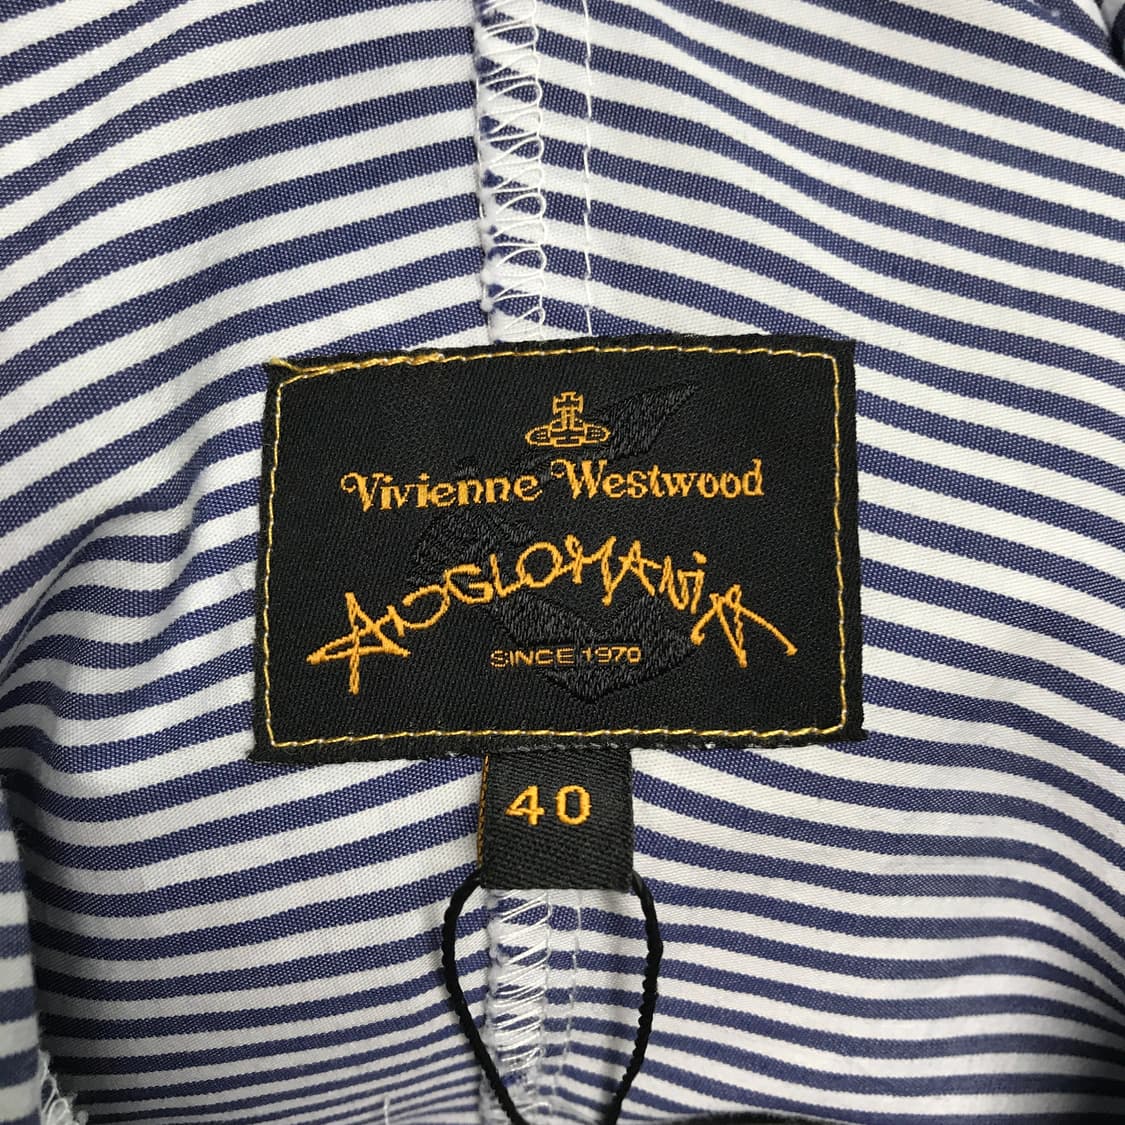 Vivienne Westwood
ANGLOMANiA
SINCE 1970
40